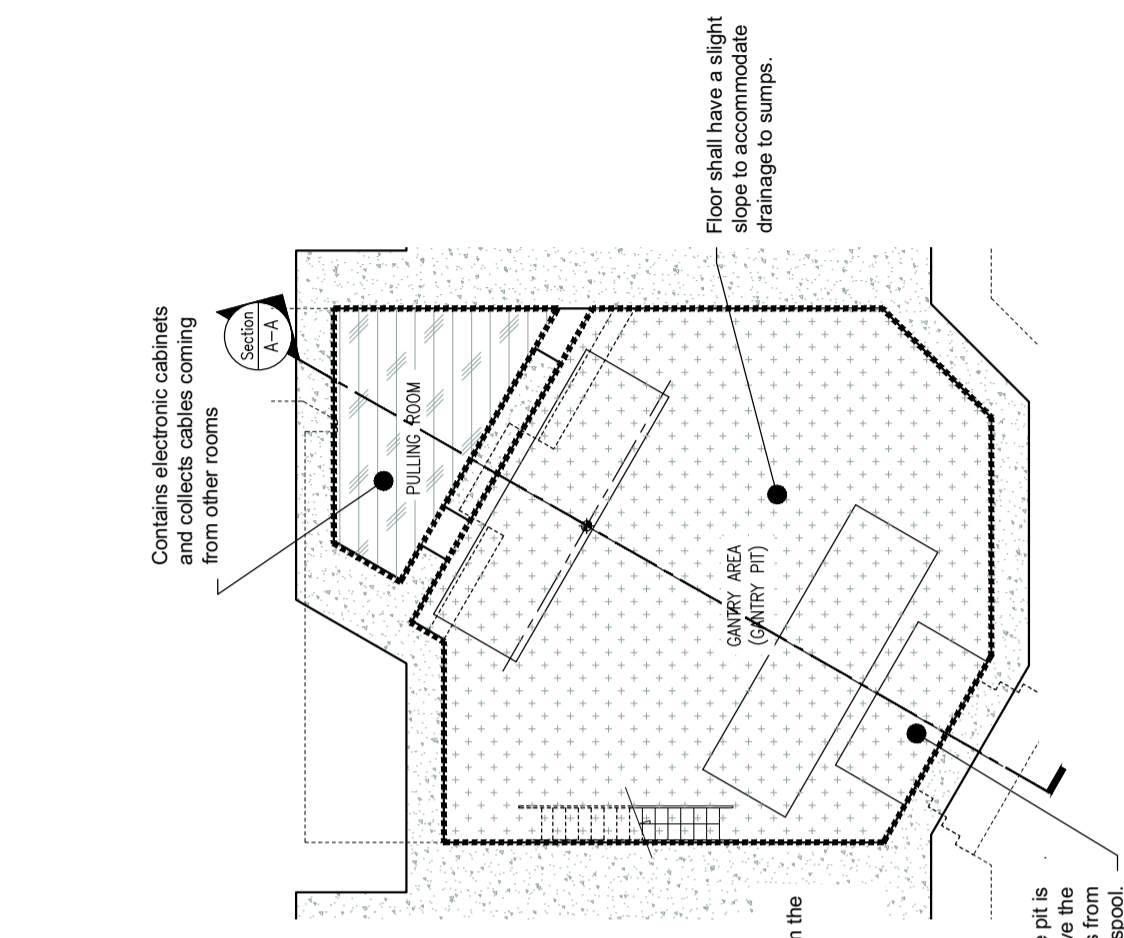 Contains electronic cabinets
and collects cables coming
from other rooms
Section
A-A
PULLING ROOM
Floor shall have a slight
slope to accommodate
drainage to sumps.
GANTRY AREA
(GANTRY PIT)
the
pit is
the
from
spool.